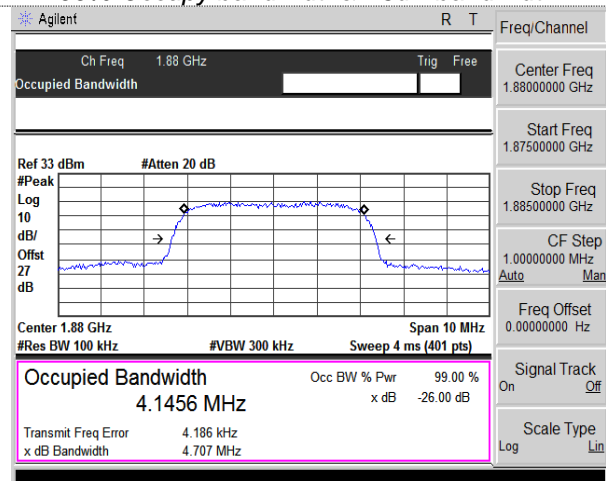 Agilent R T
Freq/Channel
Ch Freq 1.88 GHz Trig Free
Occupied Bandwidth
Center Freq
1.88000000 GHz
Start Freq
1.87500000 GHz
Stop Freq
1.88500000 GHz
CF Step
1.00000000 MHz
Auto Man
Freq Offset
0.00000000 Hz
Signal Track
On Off
Scale Type
Log Lin
Ref 33 dBm #Atten 20 dB
#Peak
Log
10
dB/
Offst
27
dB
Center 1.88 GHz Span 10 MHz
#Res BW 100 kHz #VBW 300 kHz Sweep 4 ms (401 pts)
Occupied Bandwidth Occ BW % Pwr 99.00 %
4.1456 MHz x dB -26.00 dB
Transmit Freq Error 4.186 kHz
x dB Bandwidth 4.707 MHz